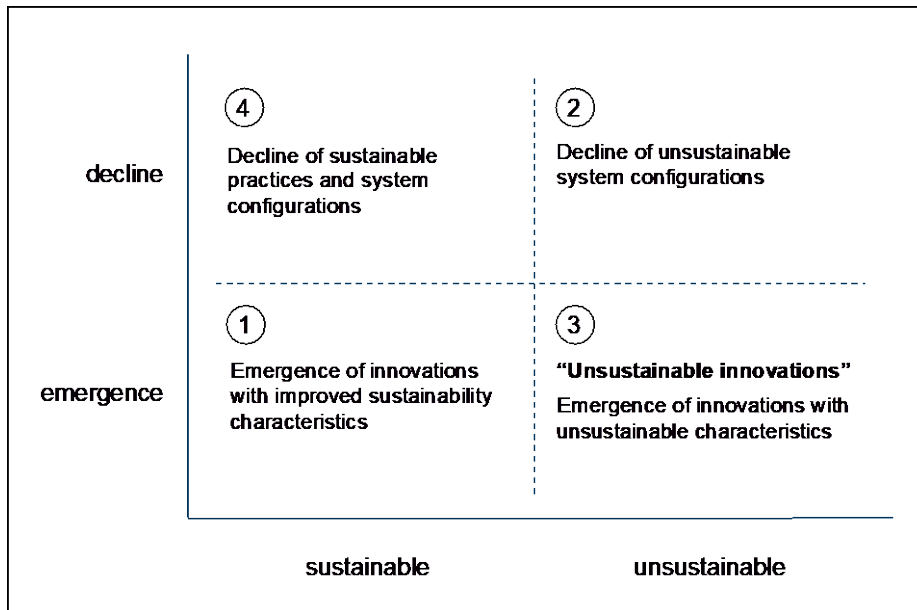 decline
4
Decline of sustainable
practices and system
configurations
2
Decline of unsustainable
system configurations
emergence
1
Emergence of innovations
with improved sustainability
characteristics
3
“Unsustainable innovations”
Emergence of innovations with
unsustainable characteristics
sustainable
unsustainable